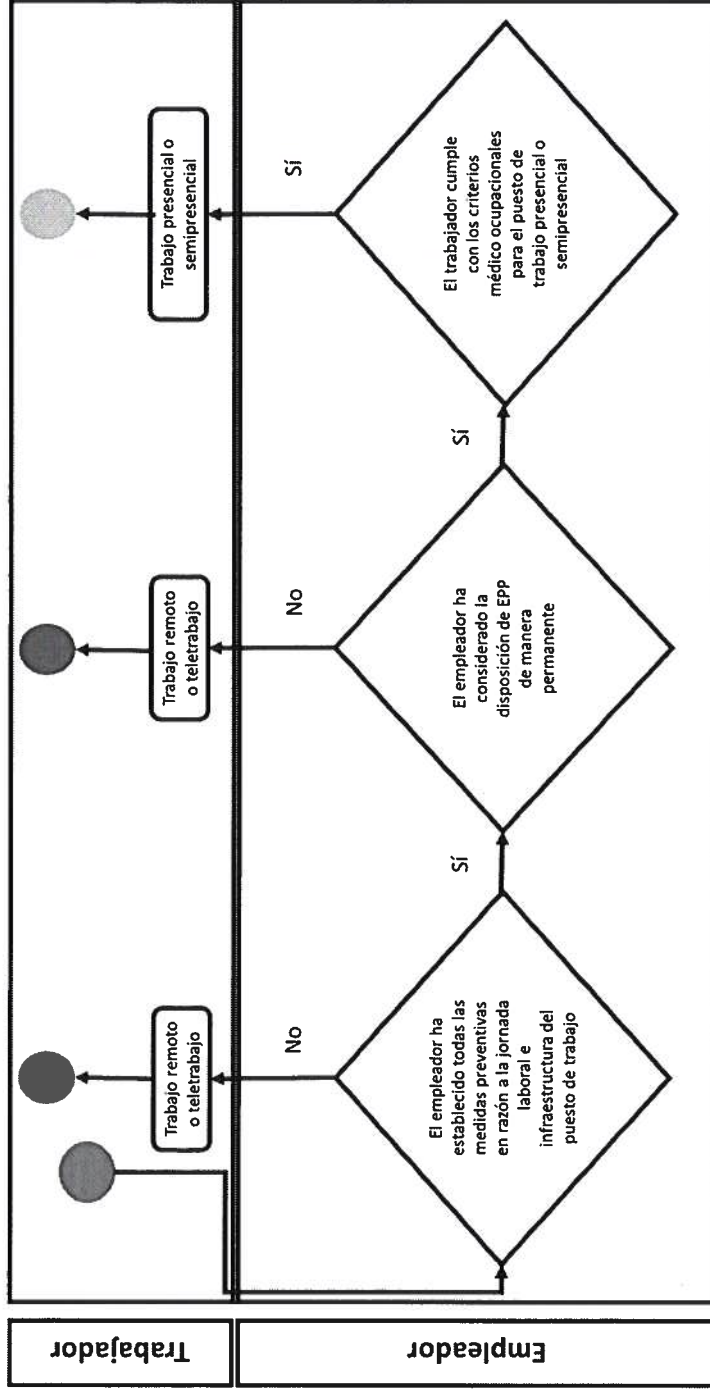 Trabajador
Trabajo remoto
o teletrabajo
Trabajo remoto
o teletrabajo
Trabajo presencial o
semipresencial
Empleador
No
No
Sí
El empleador ha
establecido todas las
medidas preventivas
en razón a la jornada
laboral e
infraestructura del
puesto de trabajo
Sí
El empleador ha
considerado la
disposición de EPP
de manera
permanente
Sí
El trabajador cumple
con los criterios
médico ocupacionales
para el puesto de
trabajo presencial o
semipresencial